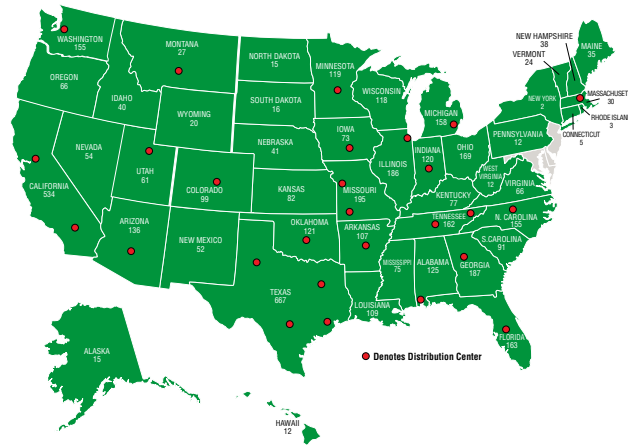 WASHINGTON
155
MONTANA
27
NORTH DAKOTA
15
MINNESOTA
119
NEW HAMPSHIRE
38
VERMONT
24
MAINE
35
OREGON
66
IDAHO
40
WYOMING
20
SOUTH DAKOTA
16
WISCONSIN
118
MICHIGAN
158
NEW YORK
2
MASSACHUSET
30
RHODE ISLAN
3
CONNECTICUT
5
NEVADA
54
UTAH
61
COLORADO
99
NEBRASKA
41
IOWA
73
ILLINOIS
186
INDIANA
120
OHIO
169
PENNSYLVANIA
12
WEST
VIRGINIA
12
VIRGINIA
66
CALIFORNIA
534
ARIZONA
136
NEW MEXICO
52
KANSAS
82
MISSOURI
195
KENTUCKY
77
N. CAROLINA
155
TENNESSEE
162
OKLAHOMA
121
ARKANSAS
107
S.CAROLINA
91
MISSISSIPPI
75
ALABAMA
125
GEORGIA
187
TEXAS
667
LOUISIANA
109
FLORIDA
163
ALASKA
15
HAWAII
12
Denotes Distribution Center